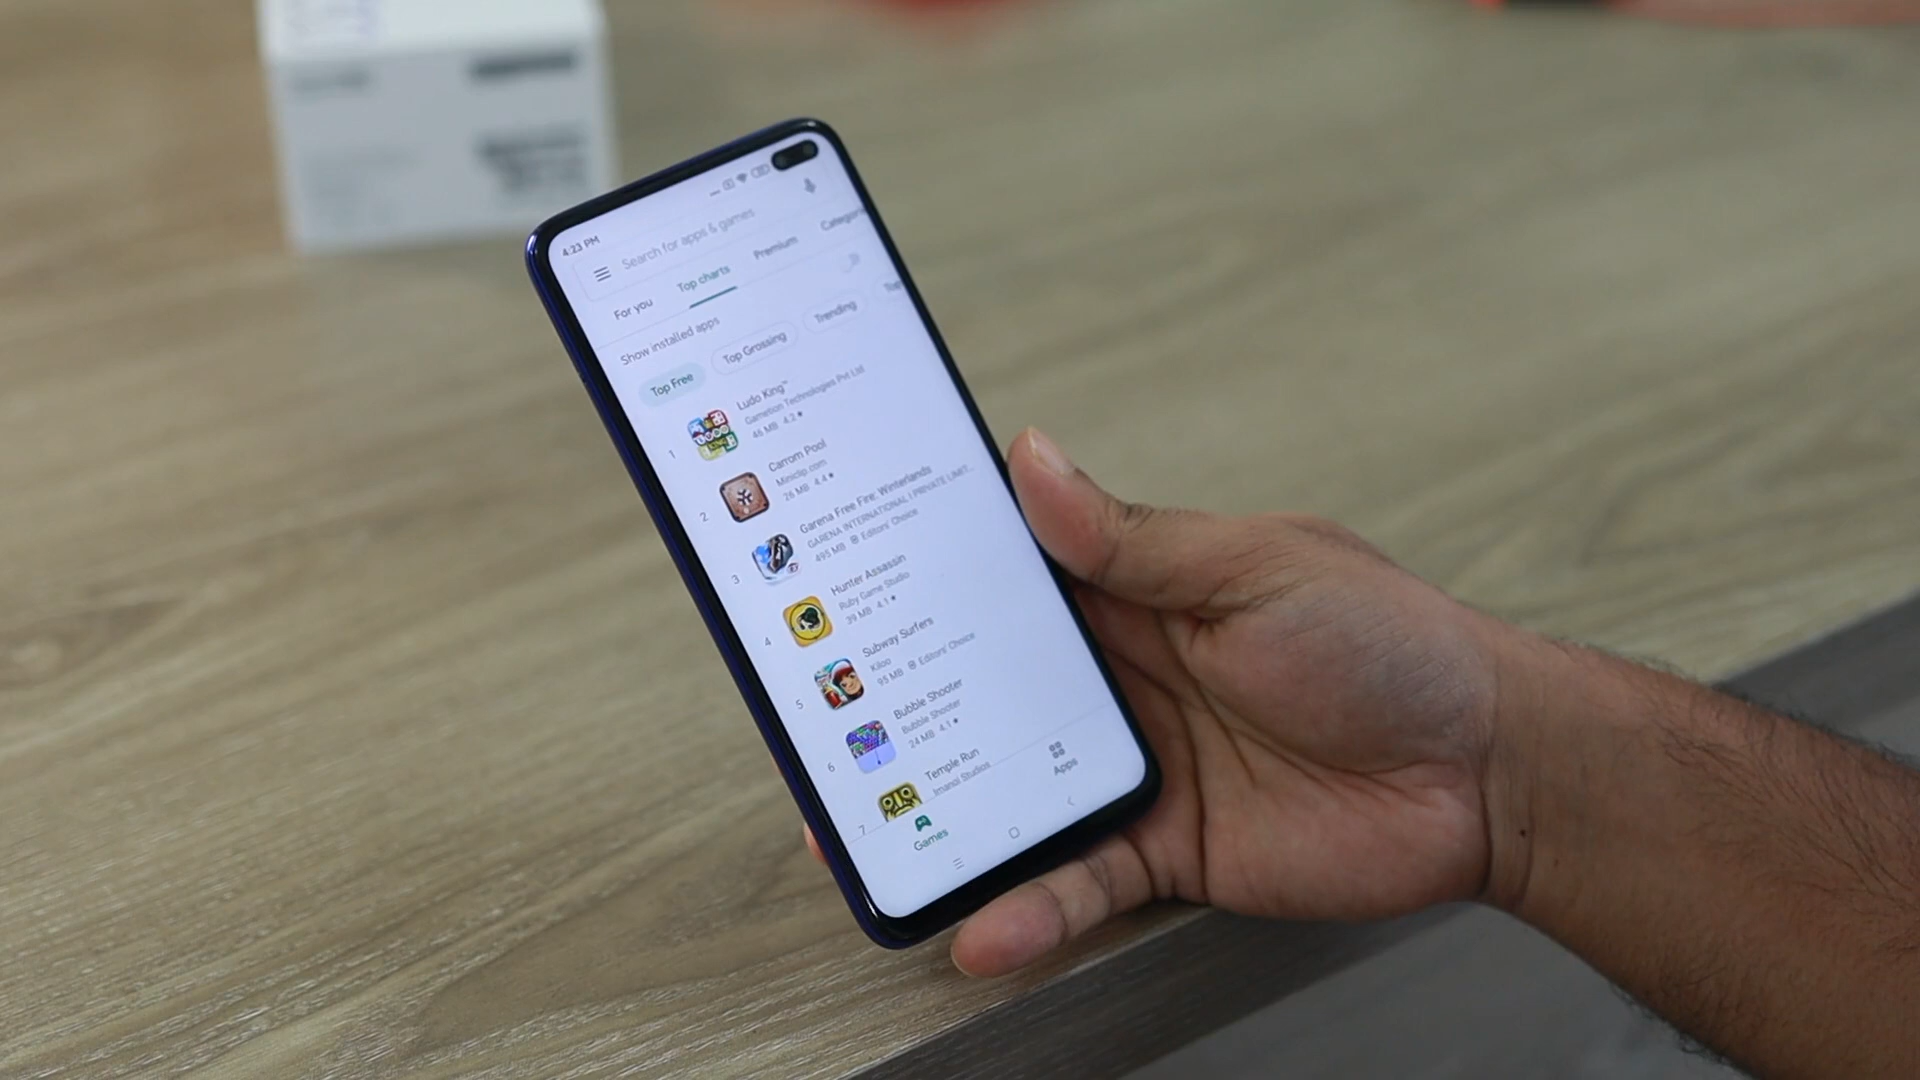 4:23 PM
Search for apps & games
For you
Top charts
Premium
Categori
Show installed apps
Top Free
Top Grossing
Trending
Top
1
Ludo King™
Gametion Technologies Pvt Ltd
46 MB 4.2★
2
Carrom Pool
Miniclip.com
26 MB 4.4★
3
Garena Free Fire: Winterlands
GARENA INTERNATIONAL I PRIVATE LIMIT...
495 MB Editors' Choice
4
Hunter Assassin
Ruby Game Studio
39 MB 4.1★
5
Subway Surfers
Kiloo
95 MB Editors' Choice
6
Bubble Shooter
Bubble Shooter
24 MB 4.1★
7
Temple Run
Imangi Studios
Games
Apps